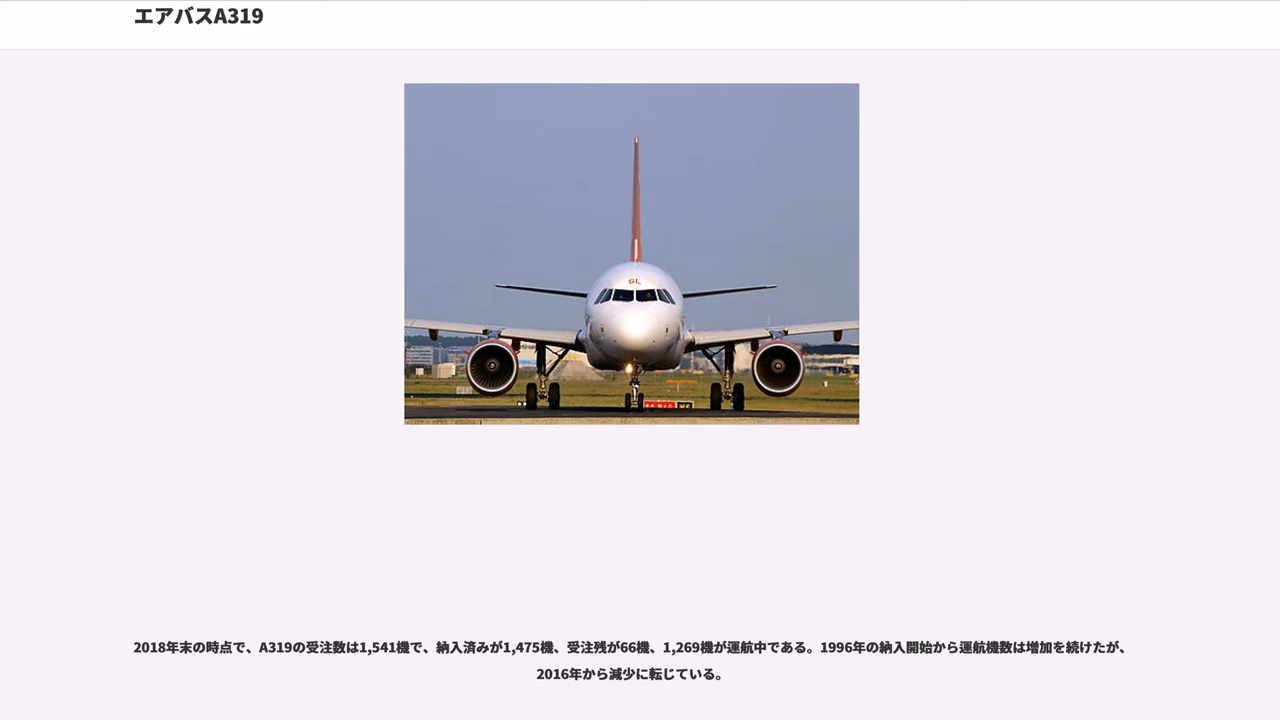 エアバスA319
GL
2018年末の時点で、A319の受注数は1,541機で、納入済みが1,475機、受注残が66機、1,269機が運航中である。1996年の納入開始から運航機数は増加を続けたが、
2016年から減少に転じている。